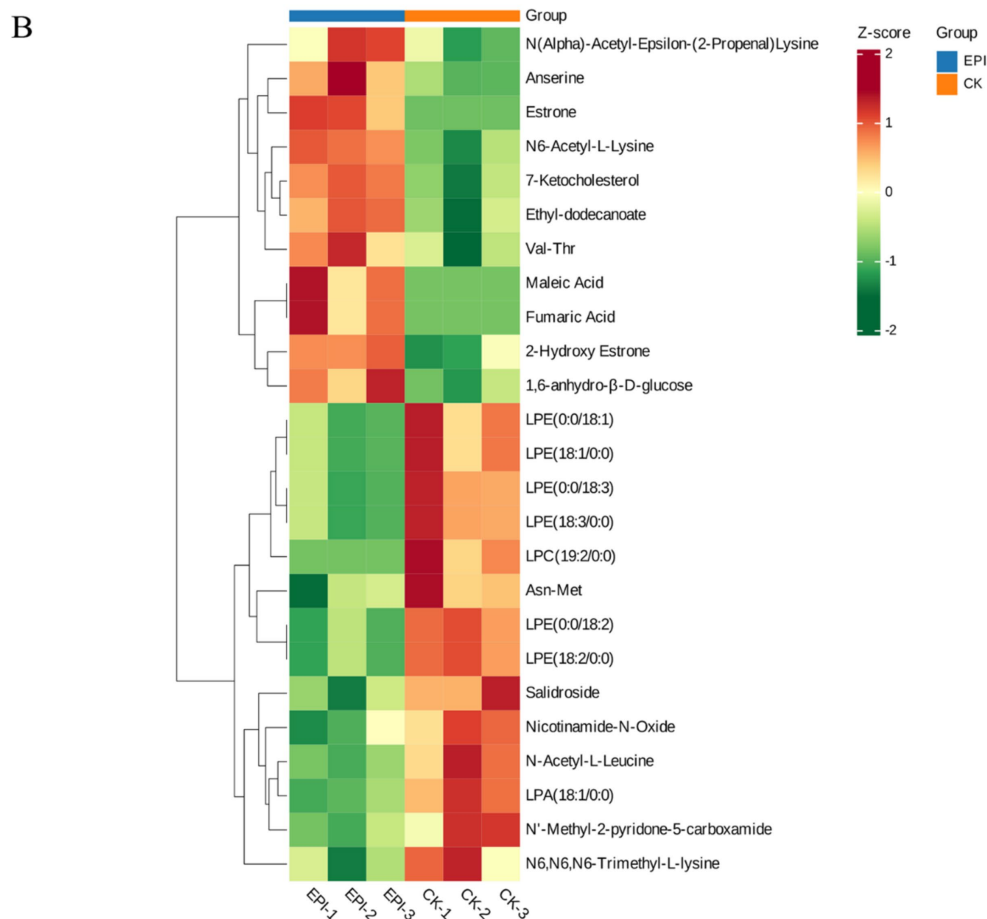 B
Group
N(Alpha)-Acetyl-Epsilon-(2-Propenal)Lysine
Anserine
Estrone
N6-Acetyl-L-Lysine
7-Ketocholesterol
Ethyl-dodecanoate
Val-Thr
Maleic Acid
Fumaric Acid
2-Hydroxy Estrone
1,6-anhydro-β-D-glucose
LPE(0:0/18:1)
LPE(18:1/0:0)
LPE(0:0/18:3)
LPE(18:3/0:0)
LPC(19:2/0:0)
Asn-Met
LPE(0:0/18:2)
LPE(18:2/0:0)
Salidroside
Nicotinamide-N-Oxide
N-Acetyl-L-Leucine
LPA(18:1/0:0)
N'-Methyl-2-pyridone-5-carboxamide
N6,N6,N6-Trimethyl-L-lysine
EPI-1
EPI-2
EPI-3
CK-1
CK-2
CK-3
Z-score
2
1
0
-1
-2
Group
EPI
CK